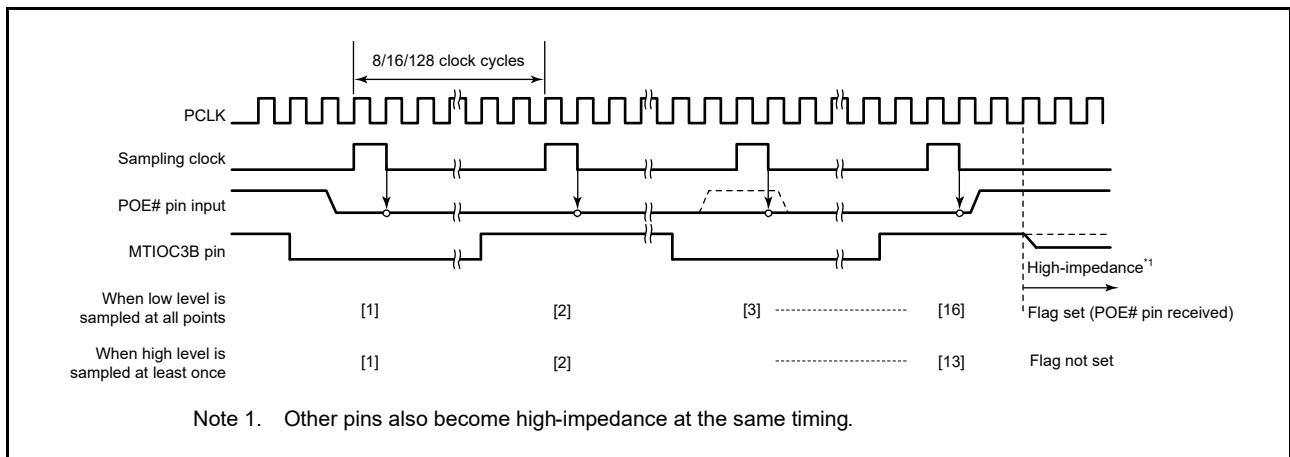 8/16/128 clock cycles
PCLK
Sampling clock
POE# pin input
MTIOC3B pin
High-impedance*1
When low level is
sampled at all points
[1] [2] [3] [16] Flag set (POE# pin received)
When high level is
sampled at least once
[1] [2] [13] Flag not set
Note 1. Other pins also become high-impedance at the same timing.